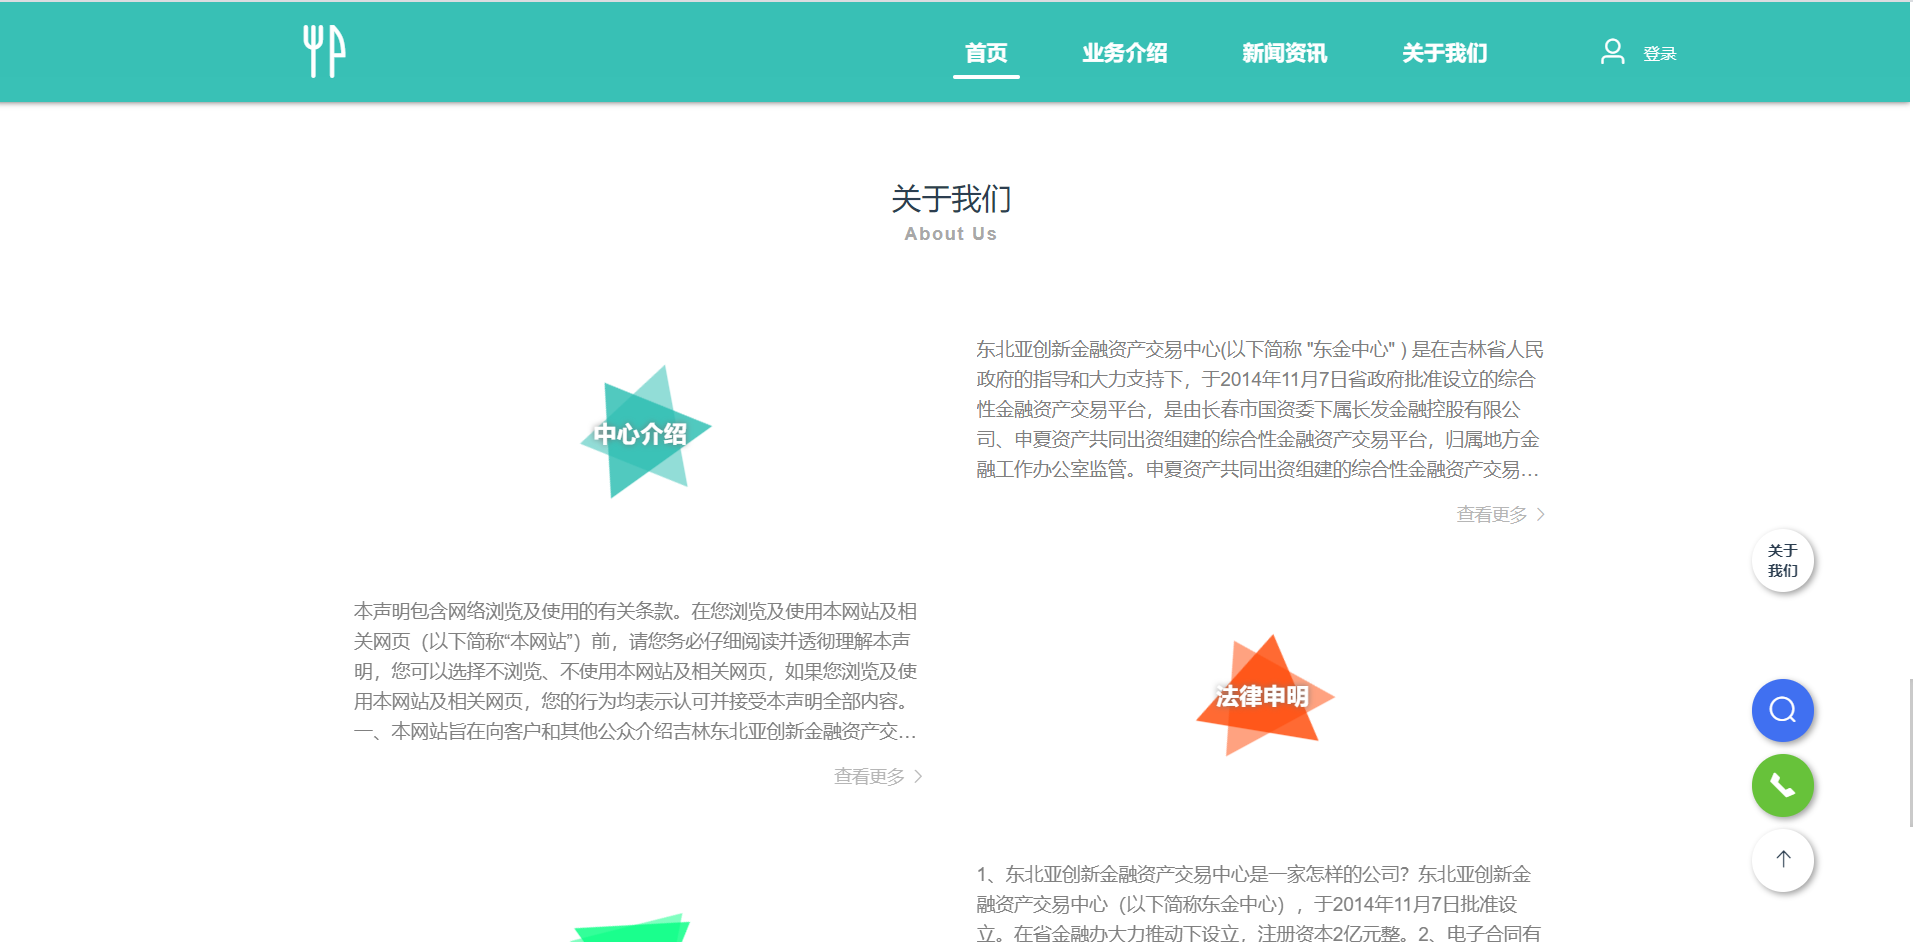 首页
业务介绍
新闻资讯
关于我们
登录
关于我们
About Us
中心介绍
东北亚创新金融资产交易中心(以下简称 "东金中心" ) 是在吉林省人民
政府的指导和大力支持下，于2014年11月7日省政府批准设立的综合
性金融资产交易平台，是由长春市国资委下属长发金融控股有限公
司、申夏资产共同出资组建的综合性金融资产交易平台，归属地方金
融工作办公室监管。申夏资产共同出资组建的综合性金融资产交易…
查看更多
关于
我们
本声明包含网络浏览及使用的有关条款。在您浏览及使用本网站及相
关网页（以下简称“本网站”）前，请您务必仔细阅读并透彻理解本声
明，您可以选择不浏览、不使用本网站及相关网页，如果您浏览及使
用本网站及相关网页，您的行为均表示认可并接受本声明全部内容。
一、本网站旨在向客户和其他公众介绍吉林东北亚创新金融资产交…
查看更多
法律申明
1、东北亚创新金融资产交易中心是一家怎样的公司？东北亚创新金
融资产交易中心（以下简称东金中心），于2014年11月7日批准设
立。在省金融办大力推动下设立，注册资本2亿元整。2、电子合同有